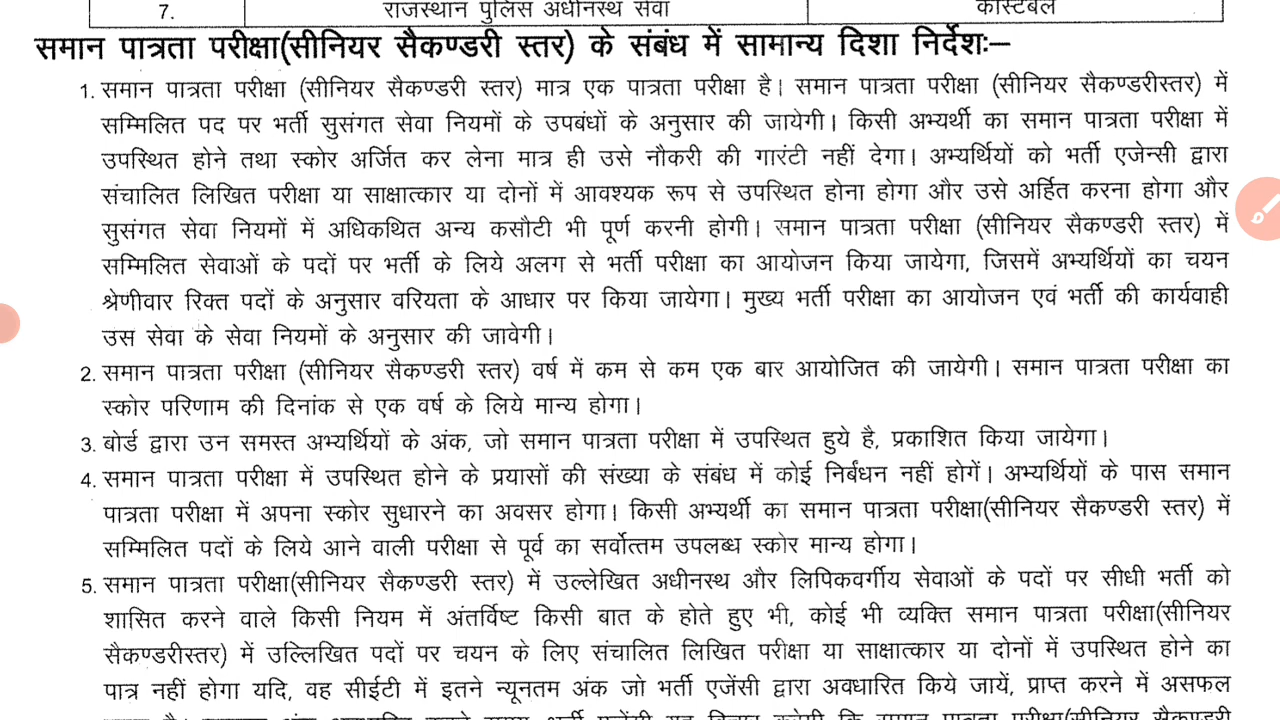 7. राजस्थान पुलिस अधीनस्थ सेवा कांस्टेबल
समान पात्रता परीक्षा(सीनियर सैकण्डरी स्तर) के संबंध में सामान्य दिशा निर्देशः–
1. समान पात्रता परीक्षा (सीनियर सैकण्डरी स्तर) मात्र एक पात्रता परीक्षा है। समान पात्रता परीक्षा (सीनियर सैकण्डरीस्तर) में
सम्मिलित पद पर भर्ती सुसंगत सेवा नियमों के उपबंधों के अनुसार की जायेगी। किसी अभ्यर्थी का समान पात्रता परीक्षा में
उपस्थित होने तथा स्कोर अर्जित कर लेना मात्र ही उसे नौकरी की गारंटी नहीं देगा। अभ्यर्थियों को भर्ती एजेन्सी द्वारा
संचालित लिखित परीक्षा या साक्षात्कार या दोनों में आवश्यक रूप से उपस्थित होना होगा और उसे अर्हित करना होगा और
सुसंगत सेवा नियमों में अधिकथित अन्य कसौटी भी पूर्ण करनी होगी। समान पात्रता परीक्षा (सीनियर सैकण्डरी स्तर) में
सम्मिलित सेवाओं के पदों पर भर्ती के लिये अलग से भर्ती परीक्षा का आयोजन किया जायेगा, जिसमें अभ्यर्थियों का चयन
श्रेणीवार रिक्त पदों के अनुसार वरियता के आधार पर किया जायेगा। मुख्य भर्ती परीक्षा का आयोजन एवं भर्ती की कार्यवाही
उस सेवा के सेवा नियमों के अनुसार की जावेगी।
2. समान पात्रता परीक्षा (सीनियर सैकण्डरी स्तर) वर्ष में कम से कम एक बार आयोजित की जायेगी। समान पात्रता परीक्षा का
स्कोर परिणाम की दिनांक से एक वर्ष के लिये मान्य होगा।
3. बोर्ड द्वारा उन समस्त अभ्यर्थियों के अंक, जो समान पात्रता परीक्षा में उपस्थित हुये है, प्रकाशित किया जायेगा।
4. समान पात्रता परीक्षा में उपस्थित होने के प्रयासों की संख्या के संबंध में कोई निर्बंधन नहीं होगें। अभ्यर्थियों के पास समान
पात्रता परीक्षा में अपना स्कोर सुधारने का अवसर होगा। किसी अभ्यर्थी का समान पात्रता परीक्षा(सीनियर सैकण्डरी स्तर) में
सम्मिलित पदों के लिये आने वाली परीक्षा से पूर्व का सर्वोत्तम उपलब्ध स्कोर मान्य होगा।
5. समान पात्रता परीक्षा(सीनियर सैकण्डरी स्तर) में उल्लेखित अधीनस्थ और लिपिकवर्गीय सेवाओं के पदों पर सीधी भर्ती को
शासित करने वाले किसी नियम में अंतर्विष्ट किसी बात के होते हुए भी, कोई भी व्यक्ति समान पात्रता परीक्षा(सीनियर
सैकण्डरीस्तर) में उल्लिखित पदों पर चयन के लिए संचालित लिखित परीक्षा या साक्षात्कार या दोनों में उपस्थित होने का
पात्र नहीं होगा यदि, वह सीईटी में इतने न्यूनतम अंक जो भर्ती एजेंसी द्वारा अवधारित किये जायें, प्राप्त करने में असफल